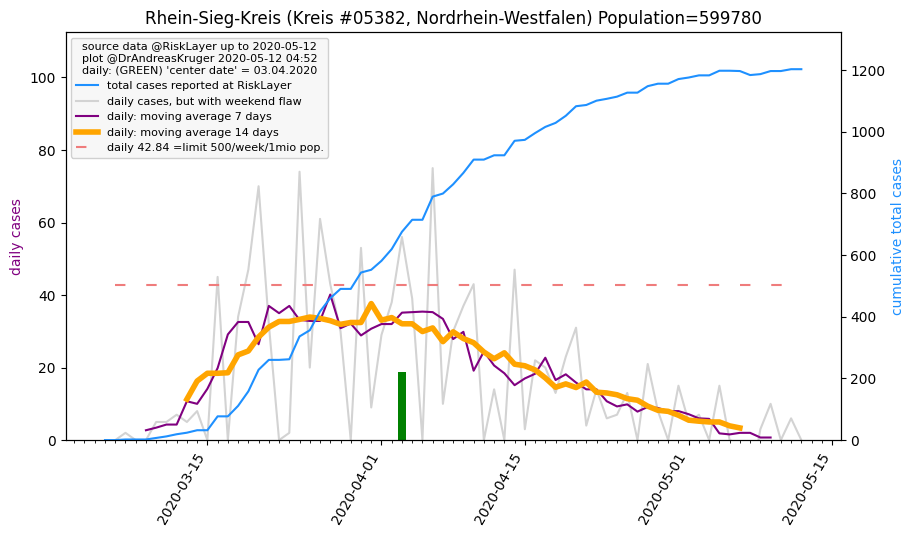 Rhein-Sieg-Kreis (Kreis #05382, Nordrhein-Westfalen) Population=599780
source data @RiskLayer up to 2020-05-12
plot @DrAndreasKruger 2020-05-12 04:52
daily: (GREEN) 'center date' = 03.04.2020
total cases reported at RiskLayer
daily cases, but with weekend flaw
daily: moving average 7 days
daily: moving average 14 days
daily 42.84 =limit 500/week/1mio pop.
daily cases
100
80
60
40
20
0
cumulative total cases
1200
1000
800
600
400
200
0
2020-03-15
2020-04-01
2020-04-15
2020-05-01
2020-05-15